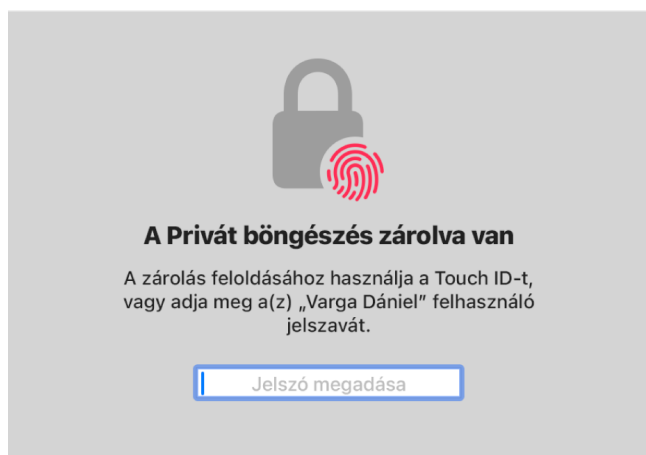 A Privát böngészés zárolva van
A zárolás feloldásához használja a Touch ID-t,
vagy adja meg a(z) „Varga Dániel” felhasználó
jelszavát.
Jelszó megadása